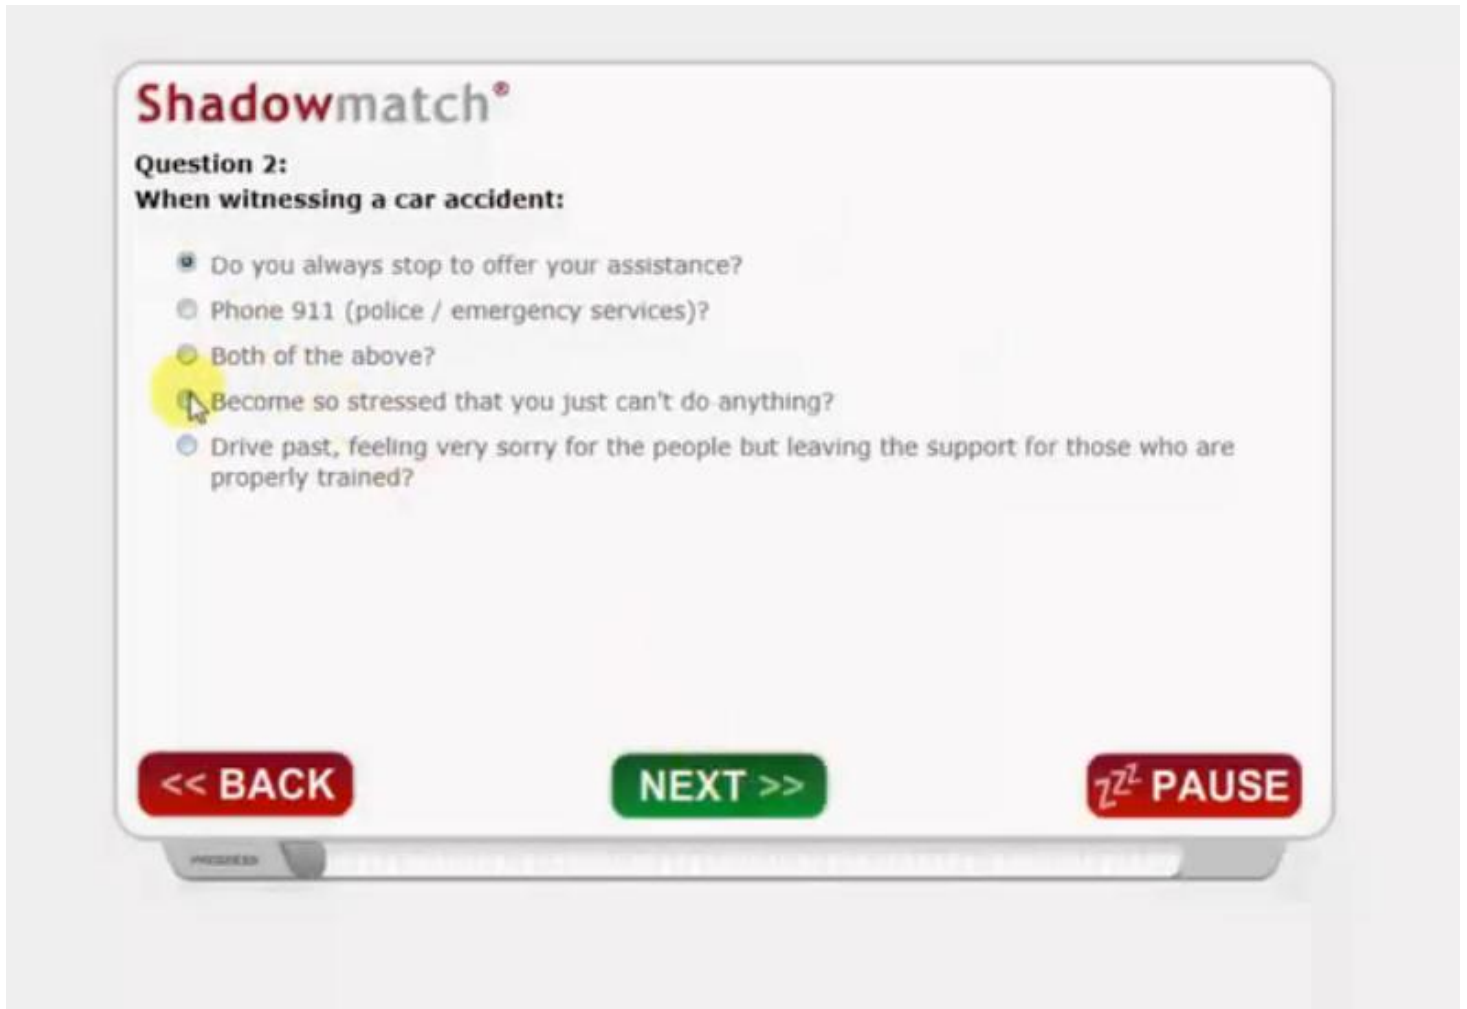 Shadowmatch®
Question 2:
When witnessing a car accident:
Do you always stop to offer your assistance?
Phone 911 (police / emergency services)?
Both of the above?
Become so stressed that you just can't do anything?
Drive past, feeling very sorry for the people but leaving the support for those who are
properly trained?
<< BACK
NEXT >>
zzz PAUSE
PROGRESS